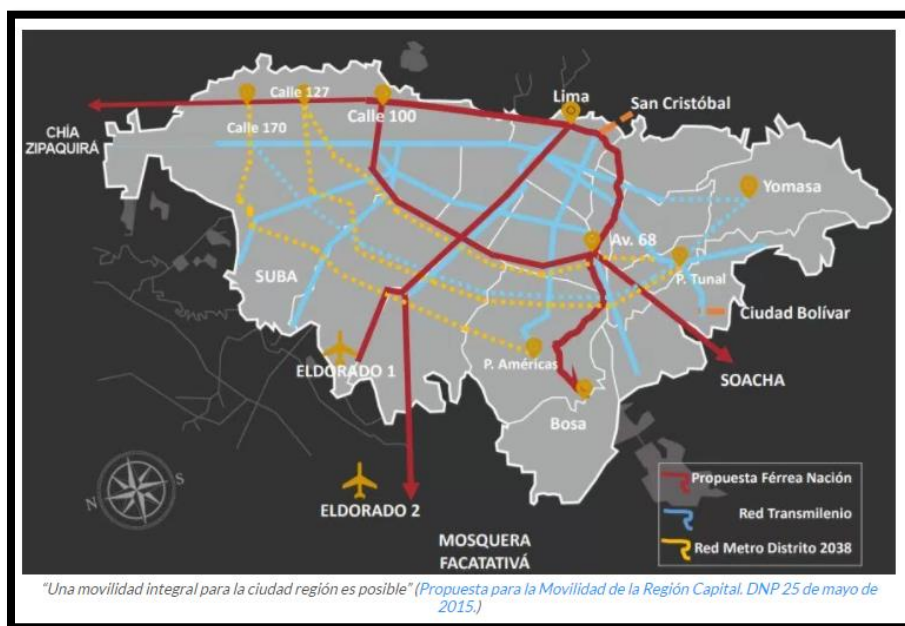 Lima
San Cristóbal
Calle 127
Calle 100
CHÍA
ZIPAQUIRÁ
Calle 170
Yomasa
Av. 68
P. Tunal
SUBA
Ciudad Bolívar
P. Américas
ELDORADO 1
SOACHA
Bosa
N
S
ELDORADO 2
MOSQUERA
FACATATIVÁ
Propuesta Férrea Nación
Red Transmilenio
Red Metro Distrito 2038
“Una movilidad integral para la ciudad región es posible” (Propuesta para la Movilidad de la Región Capital. DNP 25 de mayo de
2015.)